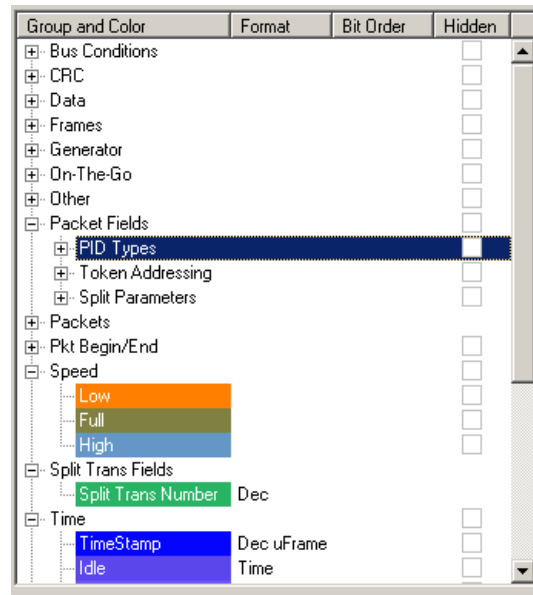 Group and Color Format Bit Order Hidden
Bus Conditions
CRC
Data
Frames
Generator
On-The-Go
Other
Packet Fields
PID Types
Token Addressing
Split Parameters
Packets
Pkt Begin/End
Speed
Low
Full
High
Split Trans Fields
Split Trans Number Dec
Time
TimeStamp Dec uFrame
Idle Time